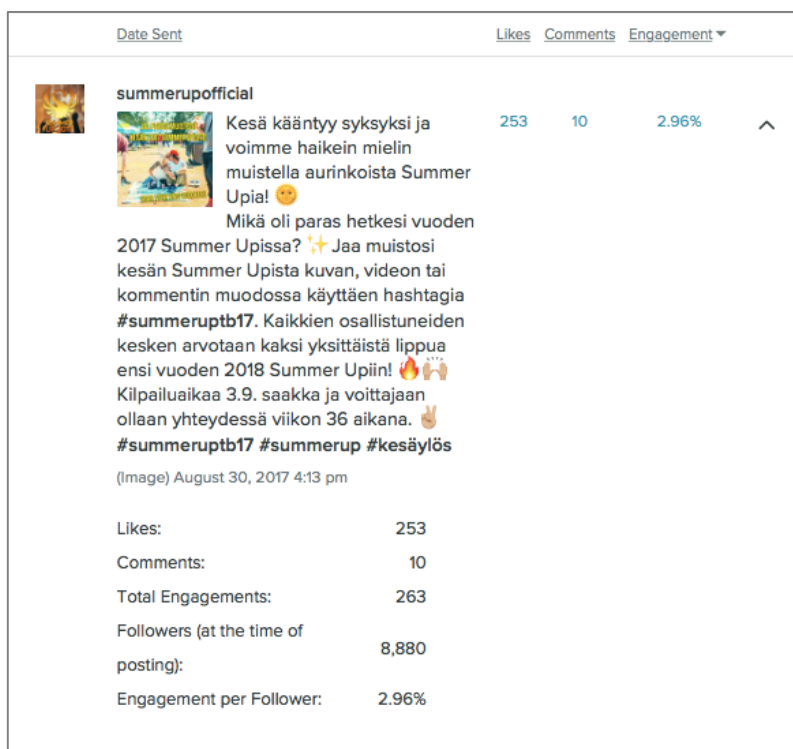 Date Sent Likes Comments Engagement
summerupofficial
Kesä kääntyy syksyksi ja 253 10 2.96%
voimme haikein mielin
muistella aurinkoista Summer
Upia! 🌞
Mikä oli paras hetkesi vuoden
2017 Summer Upissa? ✨ Jaa muistosi
kesän Summer Upista kuvan, videon tai
kommentin muodossa käyttäen hashtagia
#summeruptb17. Kaikkien osallistuneiden
kesken arvotaan kaksi yksittäistä lippua
ensi vuoden 2018 Summer Upiin! 🔥🙌🏼
Kilpailuaikaa 3.9. saakka ja voittajaan
ollaan yhteydessä viikon 36 aikana. ✌🏼
#summeruptb17 #summerup #kesäylös
(Image) August 30, 2017 4:13 pm
Likes: 253
Comments: 10
Total Engagements: 263
Followers (at the time of
posting): 8,880
Engagement per Follower: 2.96%